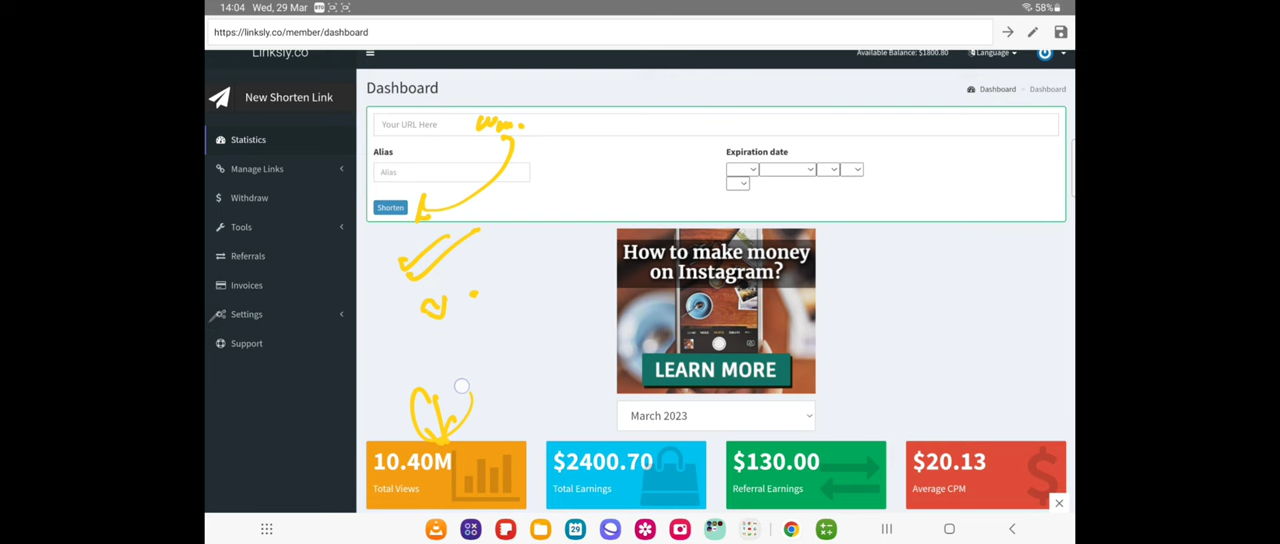 14:04 Wed, 29 Mar
58%
https://linksly.co/member/dashboard
Linksly.co
Available Balance: $1800.80
Language
New Shorten Link
Dashboard
Dashboard
Dashboard
Your URL Here
Statistics
Alias
Expiration date
Manage Links
Alias
Withdraw
Shorten
Tools
How to make money
on Instagram?
Referrals
Invoices
Settings
Support
LEARN MORE
March 2023
10.40M
Total Views
$2400.70
Total Earnings
$130.00
Referral Earnings
$20.13
Average CPM
29